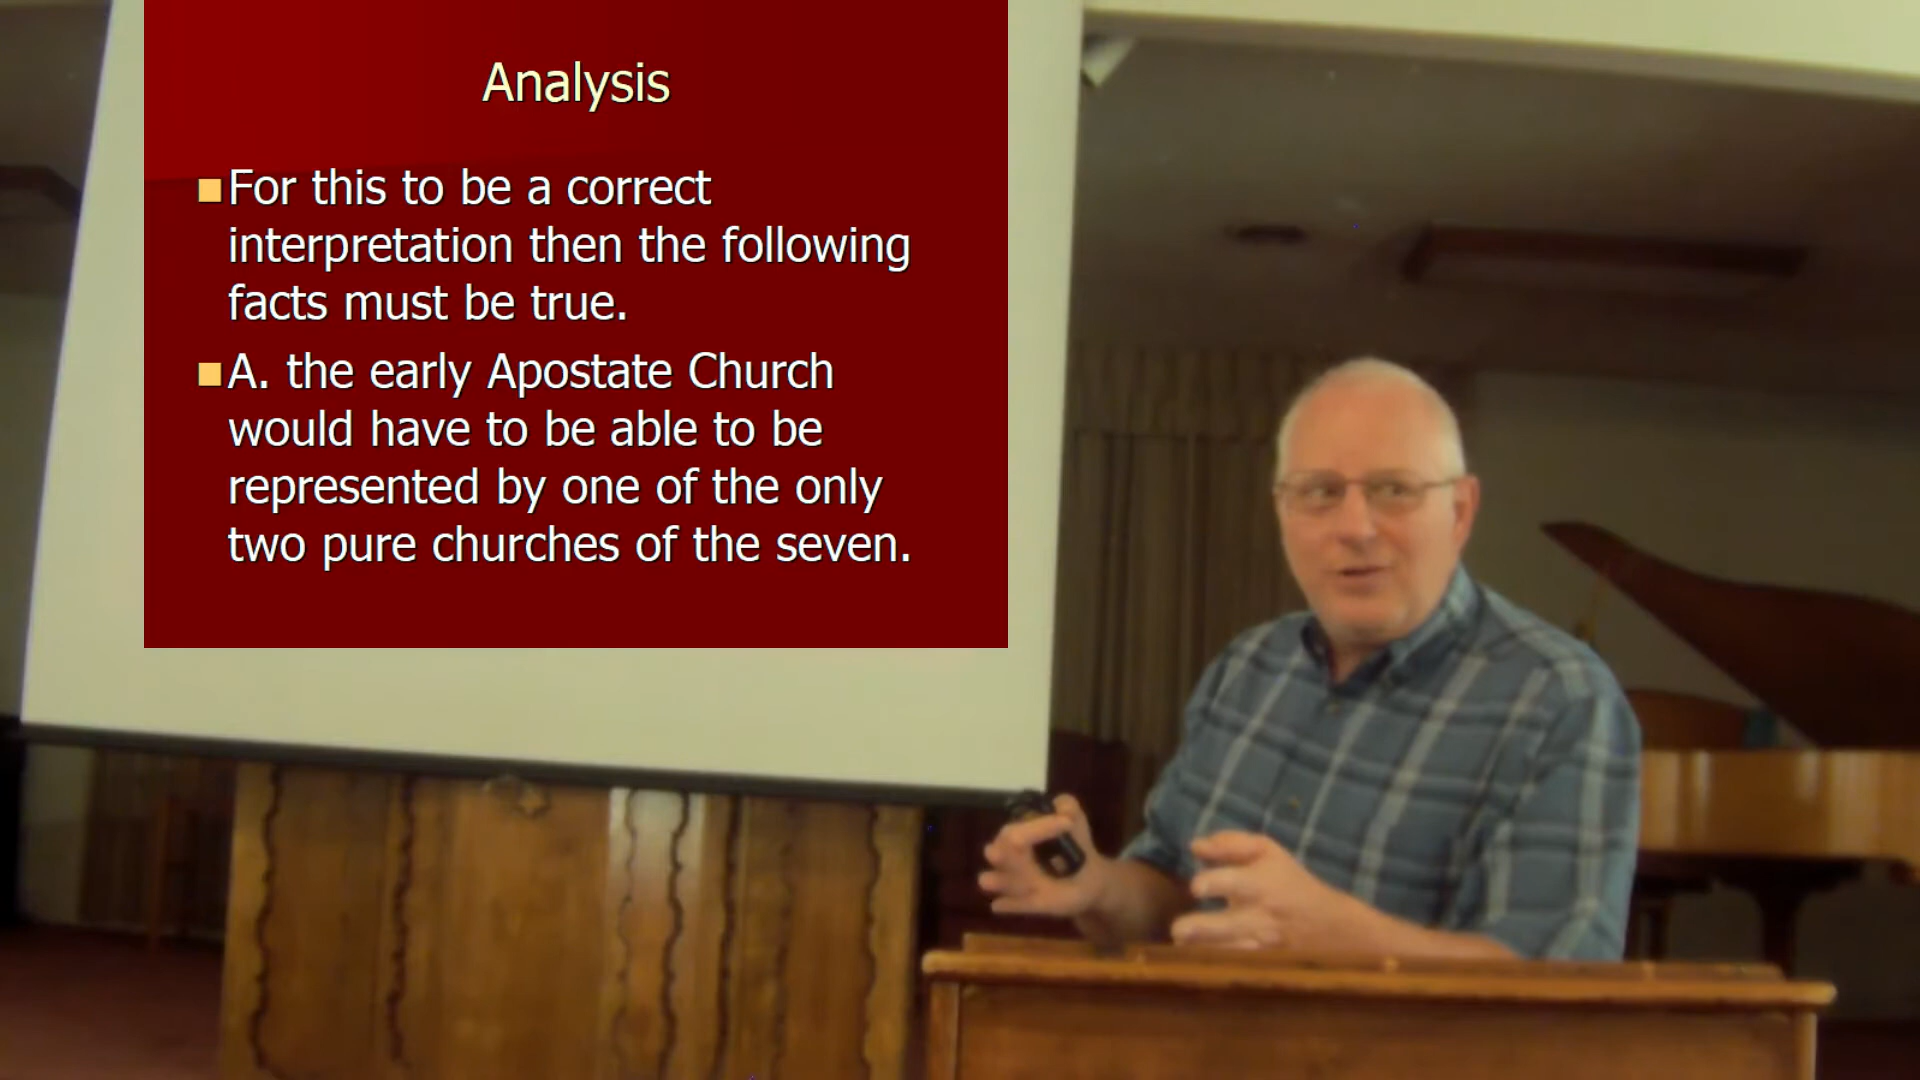 Analysis
For this to be a correct
interpretation then the following
facts must be true.
A. the early Apostate Church
would have to be able to be
represented by one of the only
two pure churches of the seven.